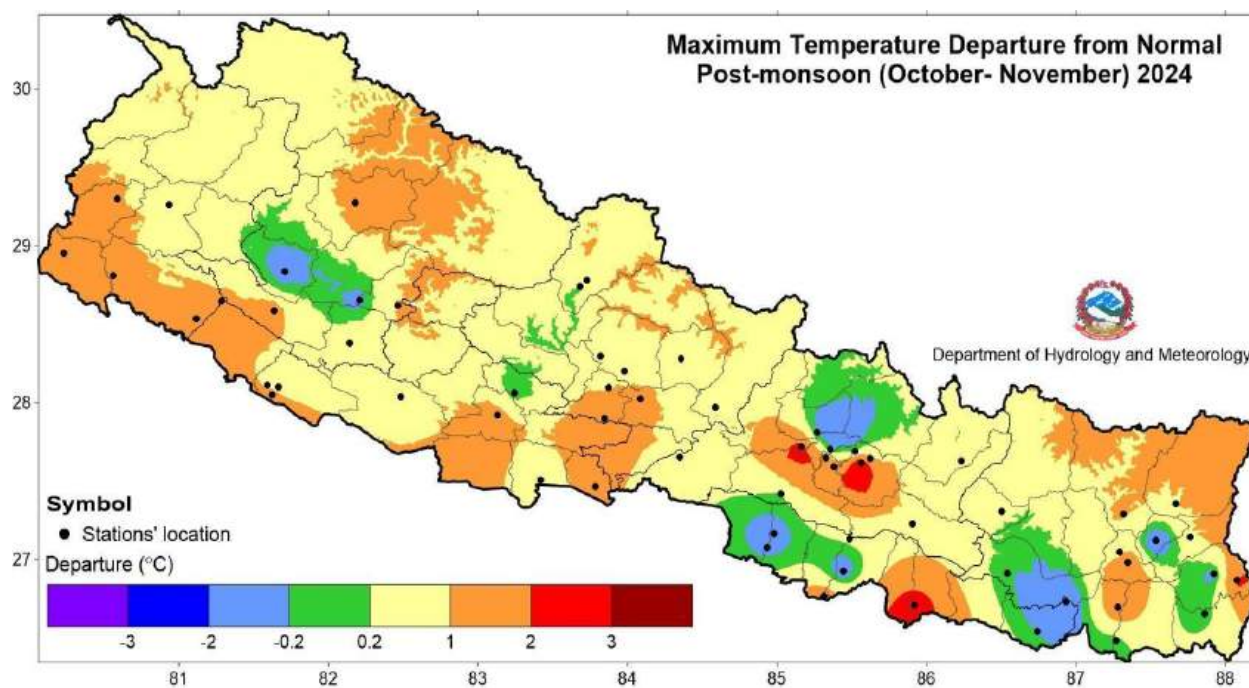 Maximum Temperature Departure from Normal
Post-monsoon (October- November) 2024
30
29
28
27
Department of Hydrology and Meteorology
Symbol
Stations' location
Departure (°C)
-3 -2 -0.2 0.2 1 2 3
81 82 83 84 85 86 87 88